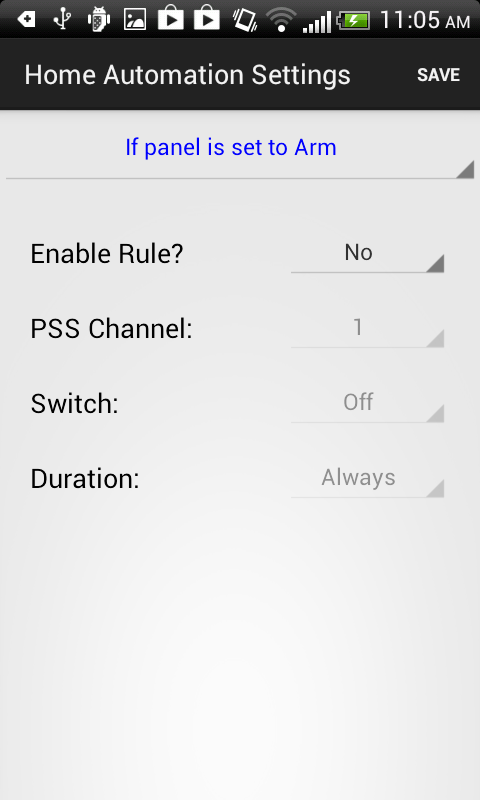 11:05 AM
Home Automation Settings SAVE
If panel is set to Arm
Enable Rule? No
PSS Channel: 1
Switch: Off
Duration: Always